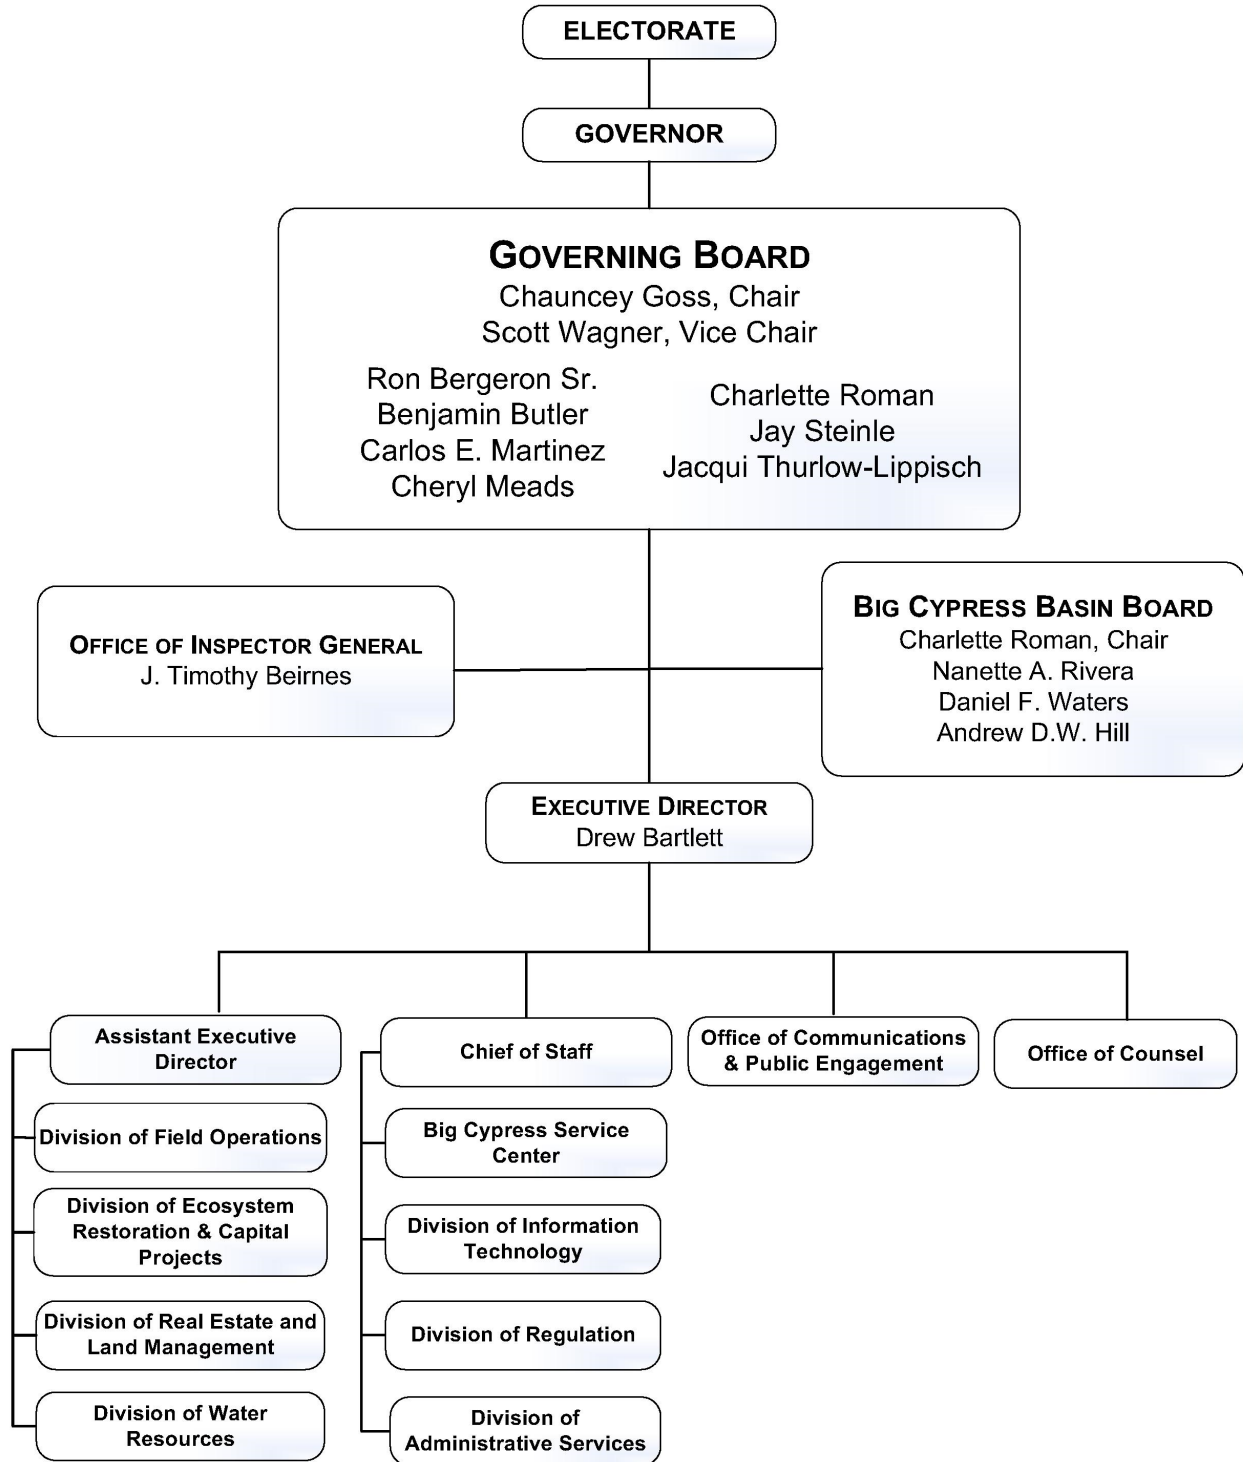 ELECTORATE
GOVERNOR
GOVERNING BOARD
Chauncey Goss, Chair
Scott Wagner, Vice Chair
Ron Bergeron Sr.
Benjamin Butler
Carlos E. Martinez
Cheryl Meads
Charlette Roman
Jay Steinle
Jacqui Thurlow-Lippisch
OFFICE OF INSPECTOR GENERAL
J. Timothy Beirnes
BIG CYPRESS BASIN BOARD
Charlette Roman, Chair
Nanette A. Rivera
Daniel F. Waters
Andrew D.W. Hill
EXECUTIVE DIRECTOR
Drew Bartlett
Assistant Executive
Director
Division of Field Operations
Division of Ecosystem
Restoration & Capital
Projects
Division of Real Estate and
Land Management
Division of Water
Resources
Chief of Staff
Big Cypress Service
Center
Division of Information
Technology
Division of Regulation
Division of
Administrative Services
Office of Communications
& Public Engagement
Office of Counsel